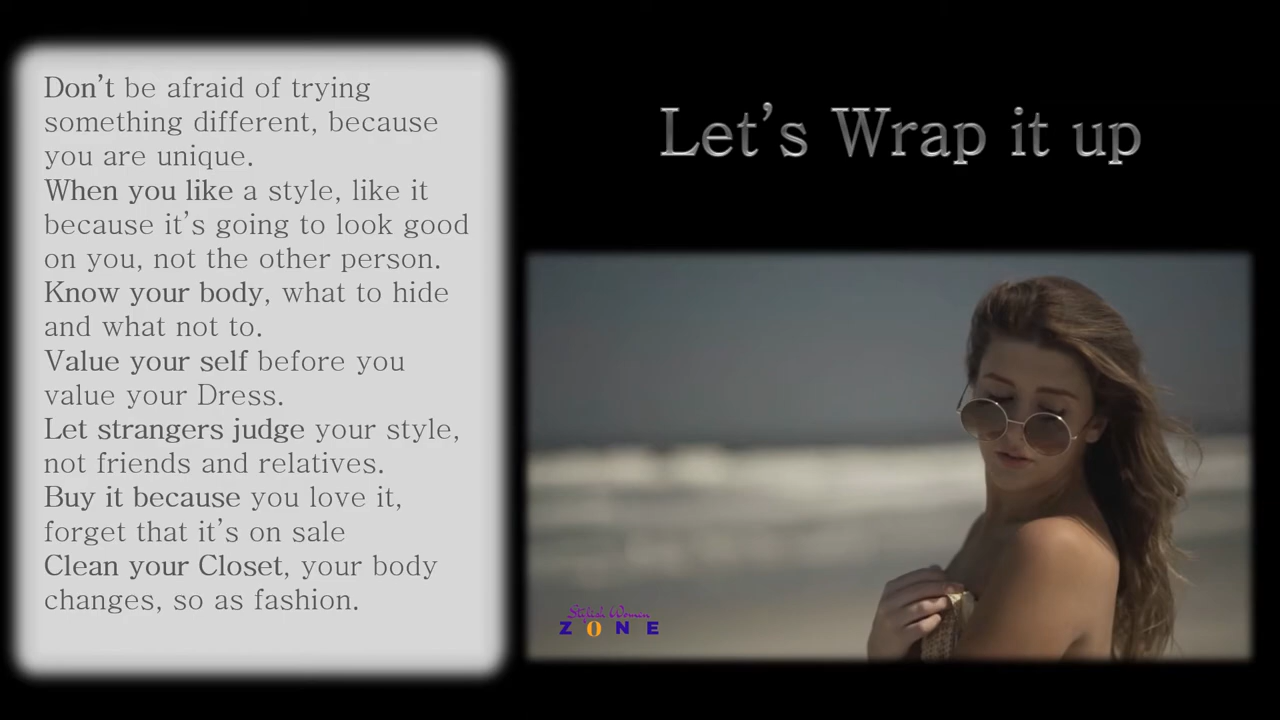 Don't be afraid of trying
something different, because
you are unique.
When you like a style, like it
because it's going to look good
on you, not the other person.
Know your body, what to hide
and what not to.
Value your self before you
value your Dress.
Let strangers judge your style,
not friends and relatives.
Buy it because you love it,
forget that it's on sale
Clean your Closet, your body
changes, so as fashion.
Let's Wrap it up
Stylish Women
ZONE